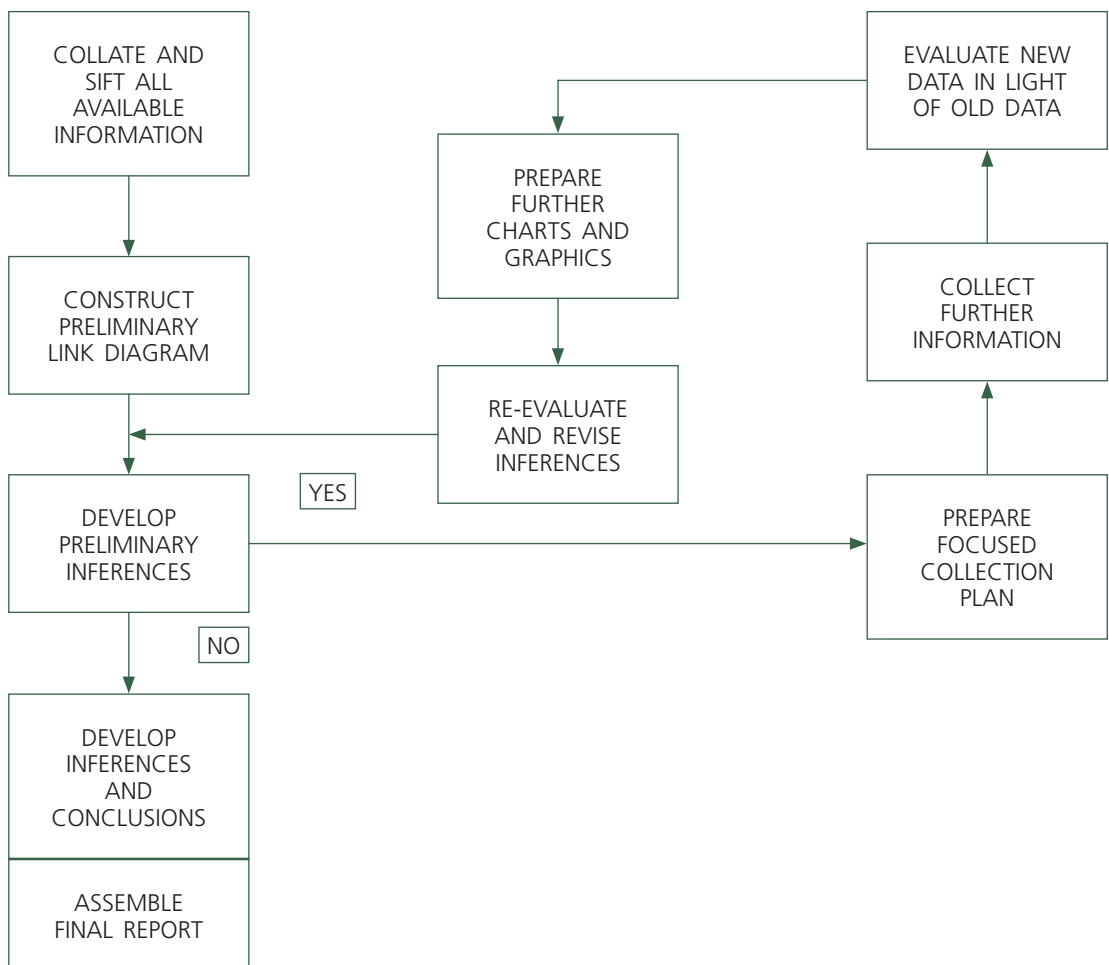 COLLATE AND
SIFT ALL
AVAILABLE
INFORMATION
CONSTRUCT
PRELIMINARY
LINK DIAGRAM
DEVELOP
PRELIMINARY
INFERENCES
YES
NO
DEVELOP
INFERENCES
AND
CONCLUSIONS
ASSEMBLE
FINAL REPORT
PREPARE
FOCUSED
COLLECTION
PLAN
COLLECT
FURTHER
INFORMATION
EVALUATE NEW
DATA IN LIGHT
OF OLD DATA
PREPARE
FURTHER
CHARTS AND
GRAPHICS
RE-EVALUATE
AND REVISE
INFERENCES